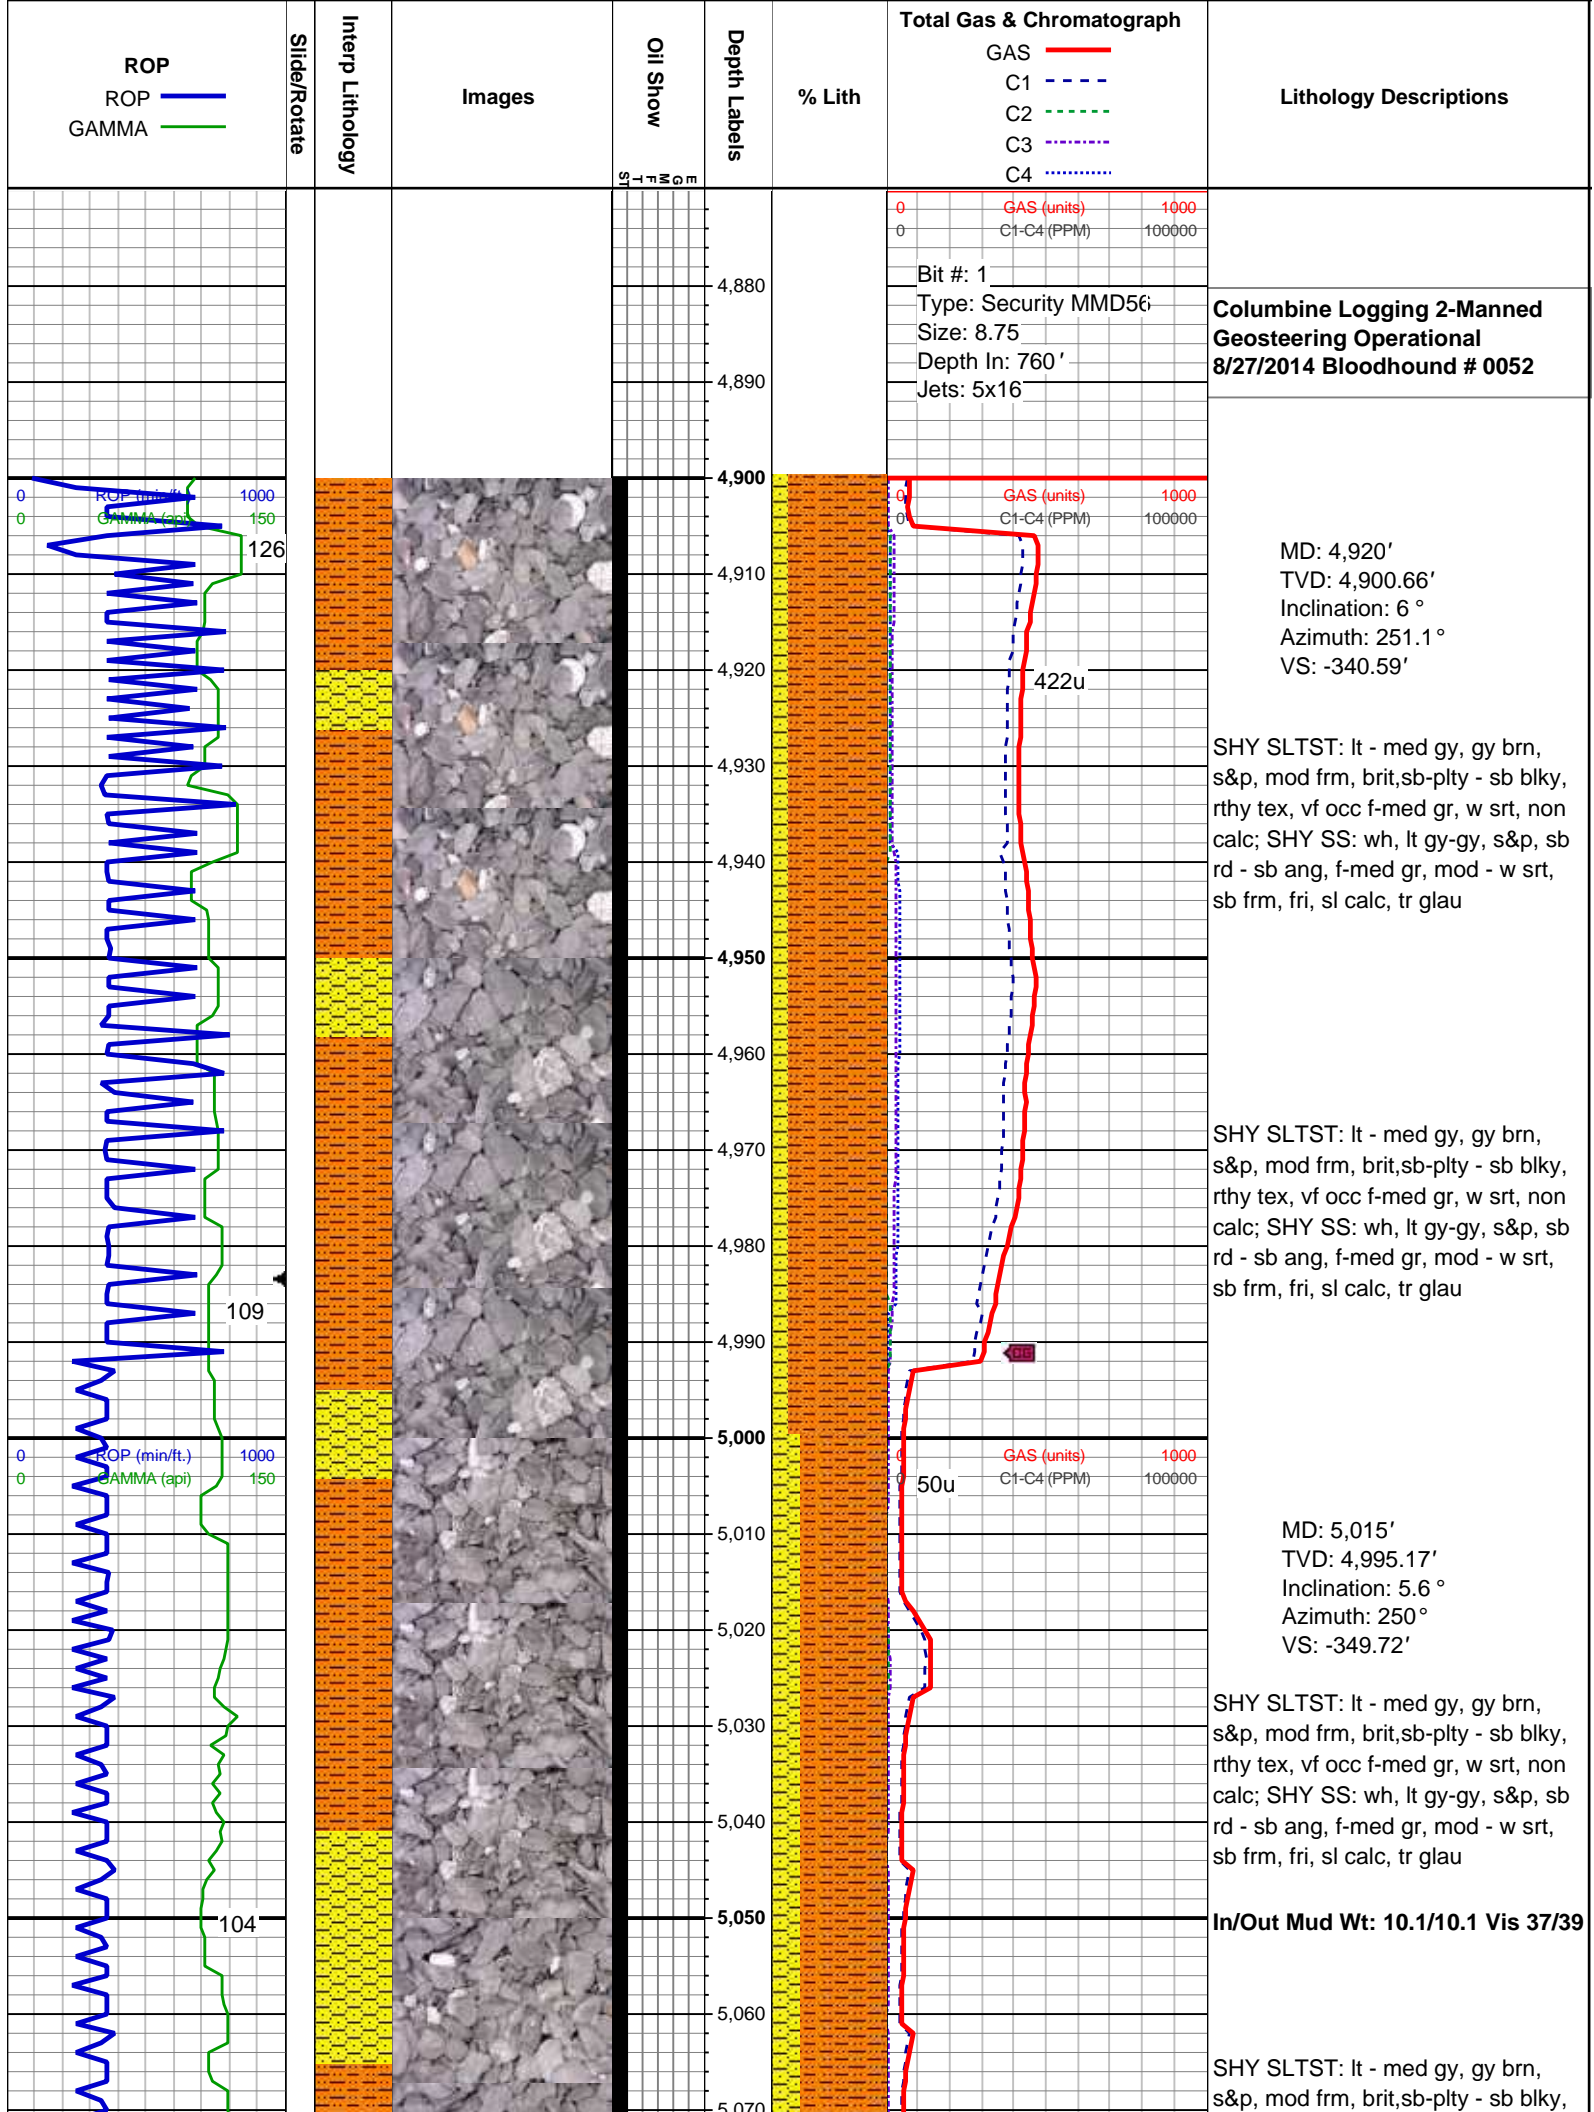 ROP
ROP
GAMMA
Slide/Rotate
Interp Lithology
Images
Oil Show
ST T F M G E
Depth Labels
% Lith
Total Gas & Chromatograph
GAS
C1
C2
C3
C4
Lithology Descriptions
0 GAS (units) 1000
0 C1-C4 (PPM) 100000
Bit #: 1
Type: Security MMD56
Size: 8.75
Depth In: 760'
Jets: 5x16
4,880
4,890
Columbine Logging 2-Manned
Geosteering Operational
8/27/2014 Bloodhound # 0052
4,900
0 ROP (min/ft. 1000
0 GAMMA (api) 150
0 GAS (units) 1000
0 C1-C4 (PPM) 100000
126
4,910
MD: 4,920'
TVD: 4,900.66'
Inclination: 6 °
Azimuth: 251.1°
VS: -340.59'
4,920
422u
4,930
SHY SLTST: lt - med gy, gy brn,
s&p, mod frm, brit,sb-plty - sb blky,
rthy tex, vf occ f-med gr, w srt, non
calc; SHY SS: wh, lt gy-gy, s&p, sb
rd - sb ang, f-med gr, mod - w srt,
sb frm, fri, sl calc, tr glau
4,940
4,950
4,960
4,970
SHY SLTST: lt - med gy, gy brn,
s&p, mod frm, brit,sb-plty - sb blky,
rthy tex, vf occ f-med gr, w srt, non
calc; SHY SS: wh, lt gy-gy, s&p, sb
rd - sb ang, f-med gr, mod - w srt,
sb frm, fri, sl calc, tr glau
4,980
109
4,990
CG
5,000
0 ROP (min/ft.) 1000
0 GAMMA (api) 150
0 GAS (units) 1000
0 C1-C4 (PPM) 100000
50u
5,010
MD: 5,015'
TVD: 4,995.17'
Inclination: 5.6 °
Azimuth: 250°
VS: -349.72'
5,020
5,030
SHY SLTST: lt - med gy, gy brn,
s&p, mod frm, brit,sb-plty - sb blky,
rthy tex, vf occ f-med gr, w srt, non
calc; SHY SS: wh, lt gy-gy, s&p, sb
rd - sb ang, f-med gr, mod - w srt,
sb frm, fri, sl calc, tr glau
5,040
104
5,050
In/Out Mud Wt: 10.1/10.1 Vis 37/39
5,060
SHY SLTST: lt - med gy, gy brn,
s&p, mod frm, brit,sb-plty - sb blky,
5,070